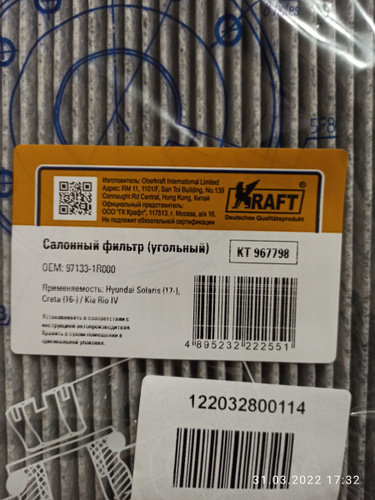 Изготовитель: Oberkraft International Limited
Адрес: RM 11, 1101/F, San Toi Building, No.139
Connaught Rd Central, Hong Kong, Китай
Официальный представитель:
ООО "ГК Крафт", 117513, г. Москва, а/я 16.
Не подлежит обязательной сертификации
KRAFT
Deutsches Qualitätsprodukt
Салонный фильтр (угольный)
KT 967798
OEM: 97133-1R000
Применяемость: Hyundai Solaris (17-),
Creta (16-) / Kia Rio IV
Устанавливать в соответствии с
инструкцией автопроизводителя.
Хранить в сухом помещении в
оригинальной упаковке.
4 895232 222551
122032800114
31.03.2022 17:32